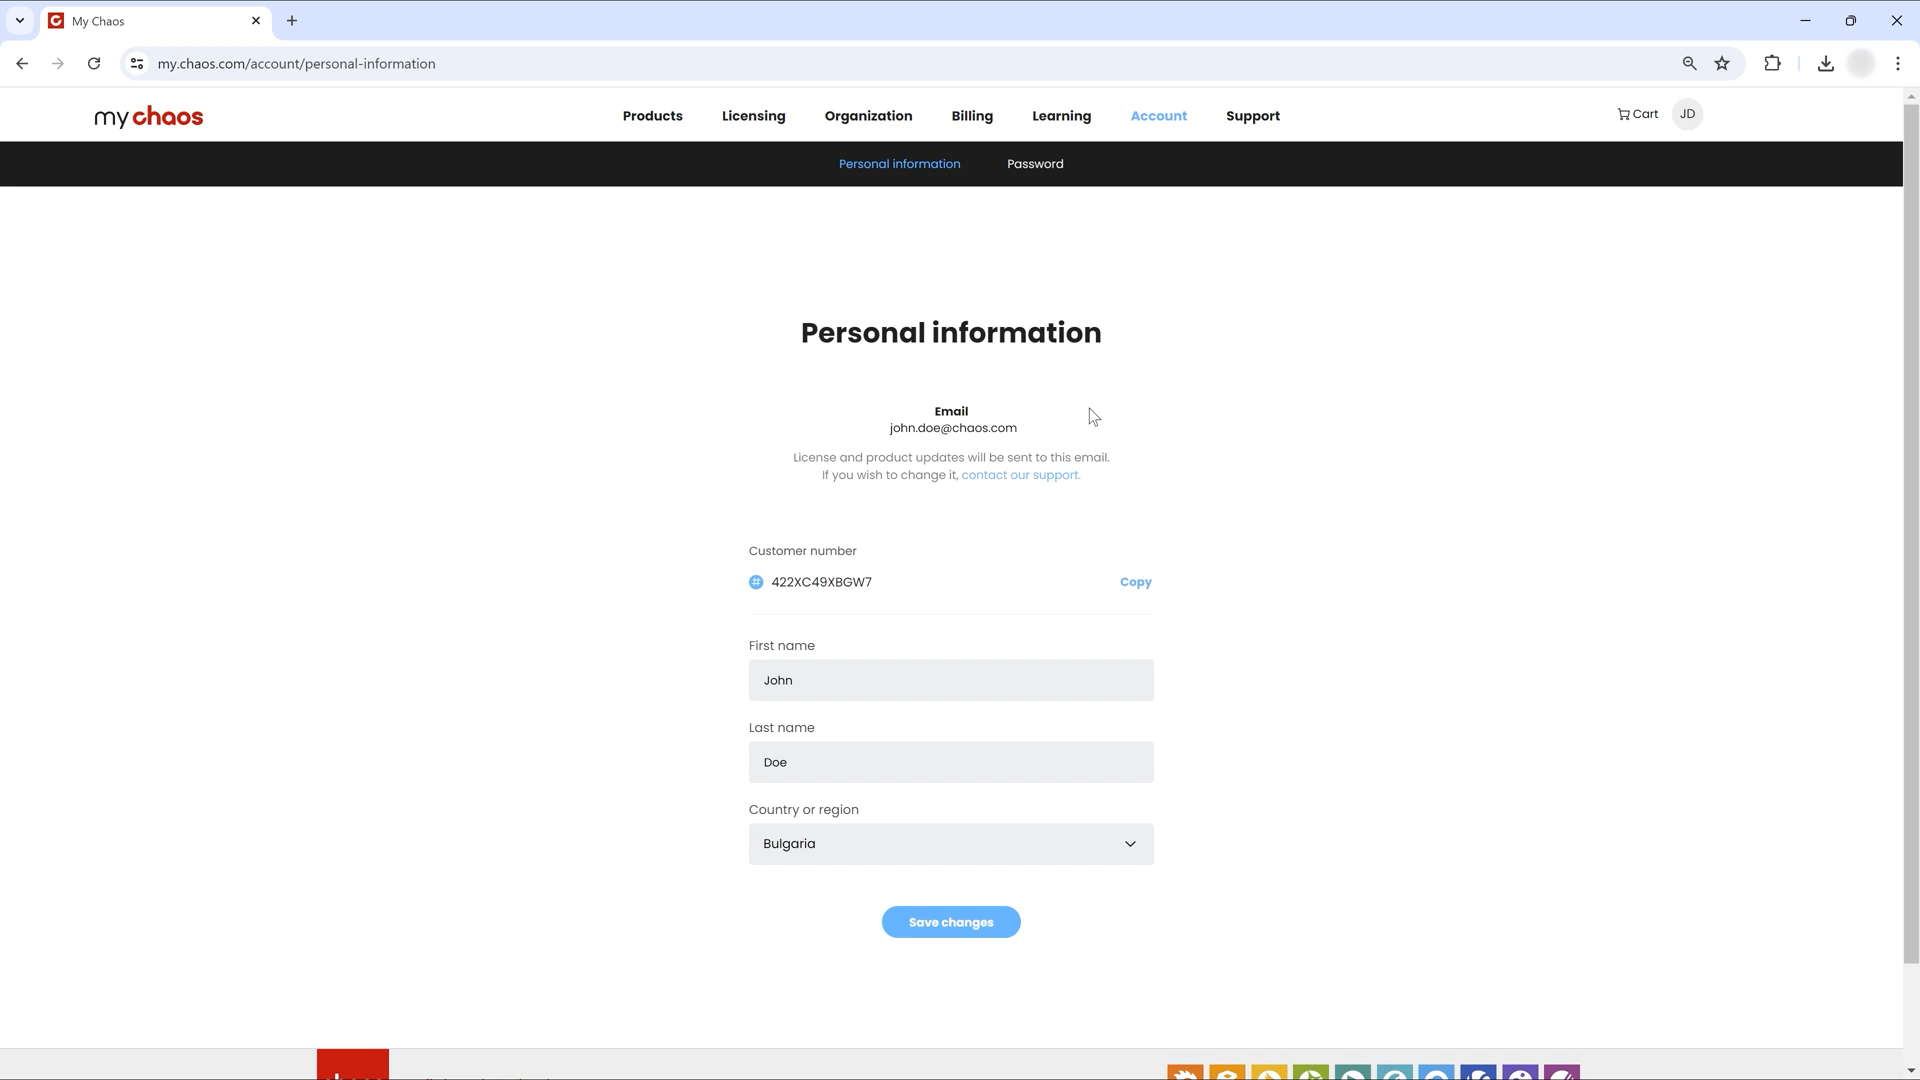 My Chaos
my.chaos.com/account/personal-information
my chaos
Products
Licensing
Organization
Billing
Learning
Account
Support
Cart
JD
Personal information
Password
Personal information
Email
john.doe@chaos.com
License and product updates will be sent to this email.
If you wish to change it, contact our support.
Customer number
422XC49XBGW7
Copy
First name
John
Last name
Doe
Country or region
Bulgaria
Save changes